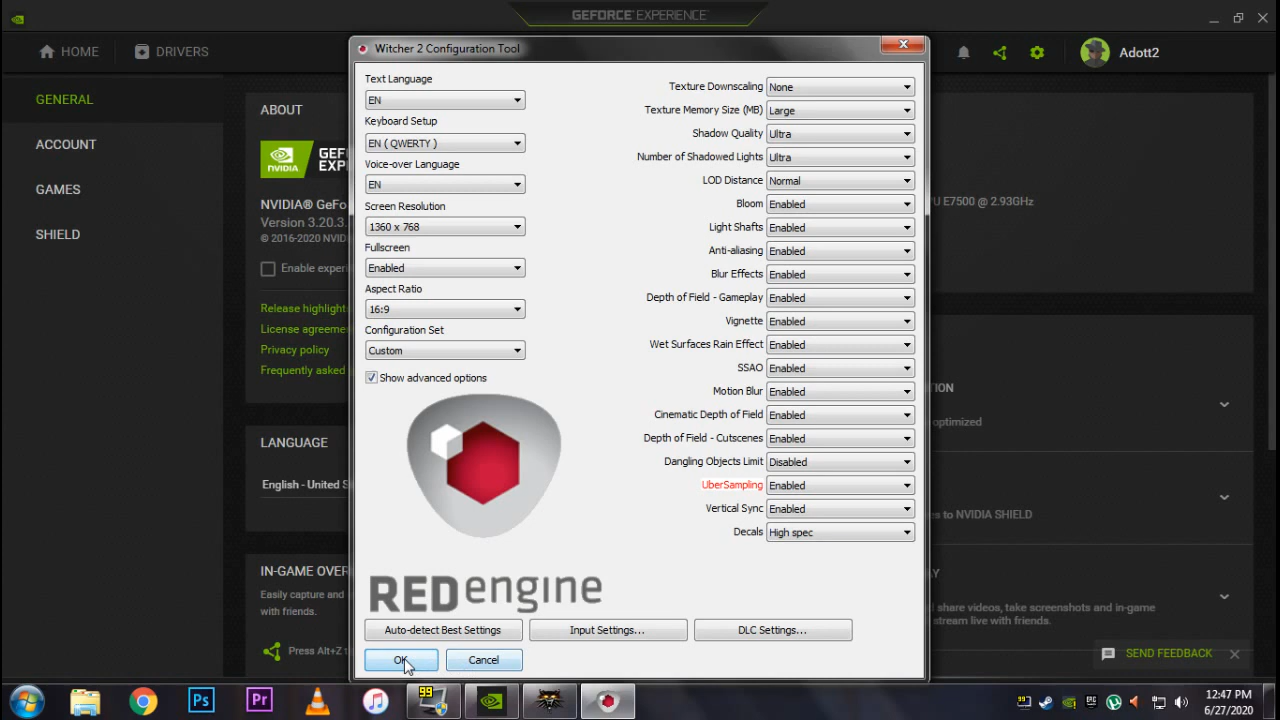 GEFORCE EXPERIENCE
HOME
DRIVERS
Adott2
GENERAL
ACCOUNT
GAMES
SHIELD
ABOUT
NVIDIA
NVIDIA® GeFo
Version 3.20.3.
© 2016-2020 NVID
Enable experi
Release highlight
License agreeme
Privacy policy
Frequently asked
LANGUAGE
English - United S
IN-GAME OVER
Easily capture and
with friends.
Press Alt+Z t
Witcher 2 Configuration Tool
Text Language
EN
Keyboard Setup
EN ( QWERTY )
Voice-over Language
EN
Screen Resolution
1360 x 768
Fullscreen
Enabled
Aspect Ratio
16:9
Configuration Set
Custom
Show advanced options
REDengine
Texture Downscaling None
Texture Memory Size (MB) Large
Shadow Quality Ultra
Number of Shadowed Lights Ultra
LOD Distance Normal
Bloom Enabled
Light Shafts Enabled
Anti-aliasing Enabled
Blur Effects Enabled
Depth of Field - Gameplay Enabled
Vignette Enabled
Wet Surfaces Rain Effect Enabled
SSAO Enabled
Motion Blur Enabled
Cinematic Depth of Field Enabled
Depth of Field - Cutscenes Enabled
Dangling Objects Limit Disabled
UberSampling Enabled
Vertical Sync Enabled
Decals High spec
Auto-detect Best Settings
Input Settings...
DLC Settings...
OK
Cancel
PU E7500 @ 2.93GHz
ION
optimized
es to NVIDIA SHIELD
AY
share videos, take screenshots and in-game
stream live with friends.
SEND FEEDBACK
Ps
Pr
99
12:47 PM
6/27/2020